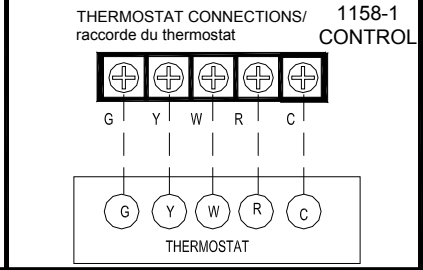 THERMOSTAT CONNECTIONS/ 1158-1
raccorde du thermostat CONTROL
G Y W R C
G Y W R C
THERMOSTAT